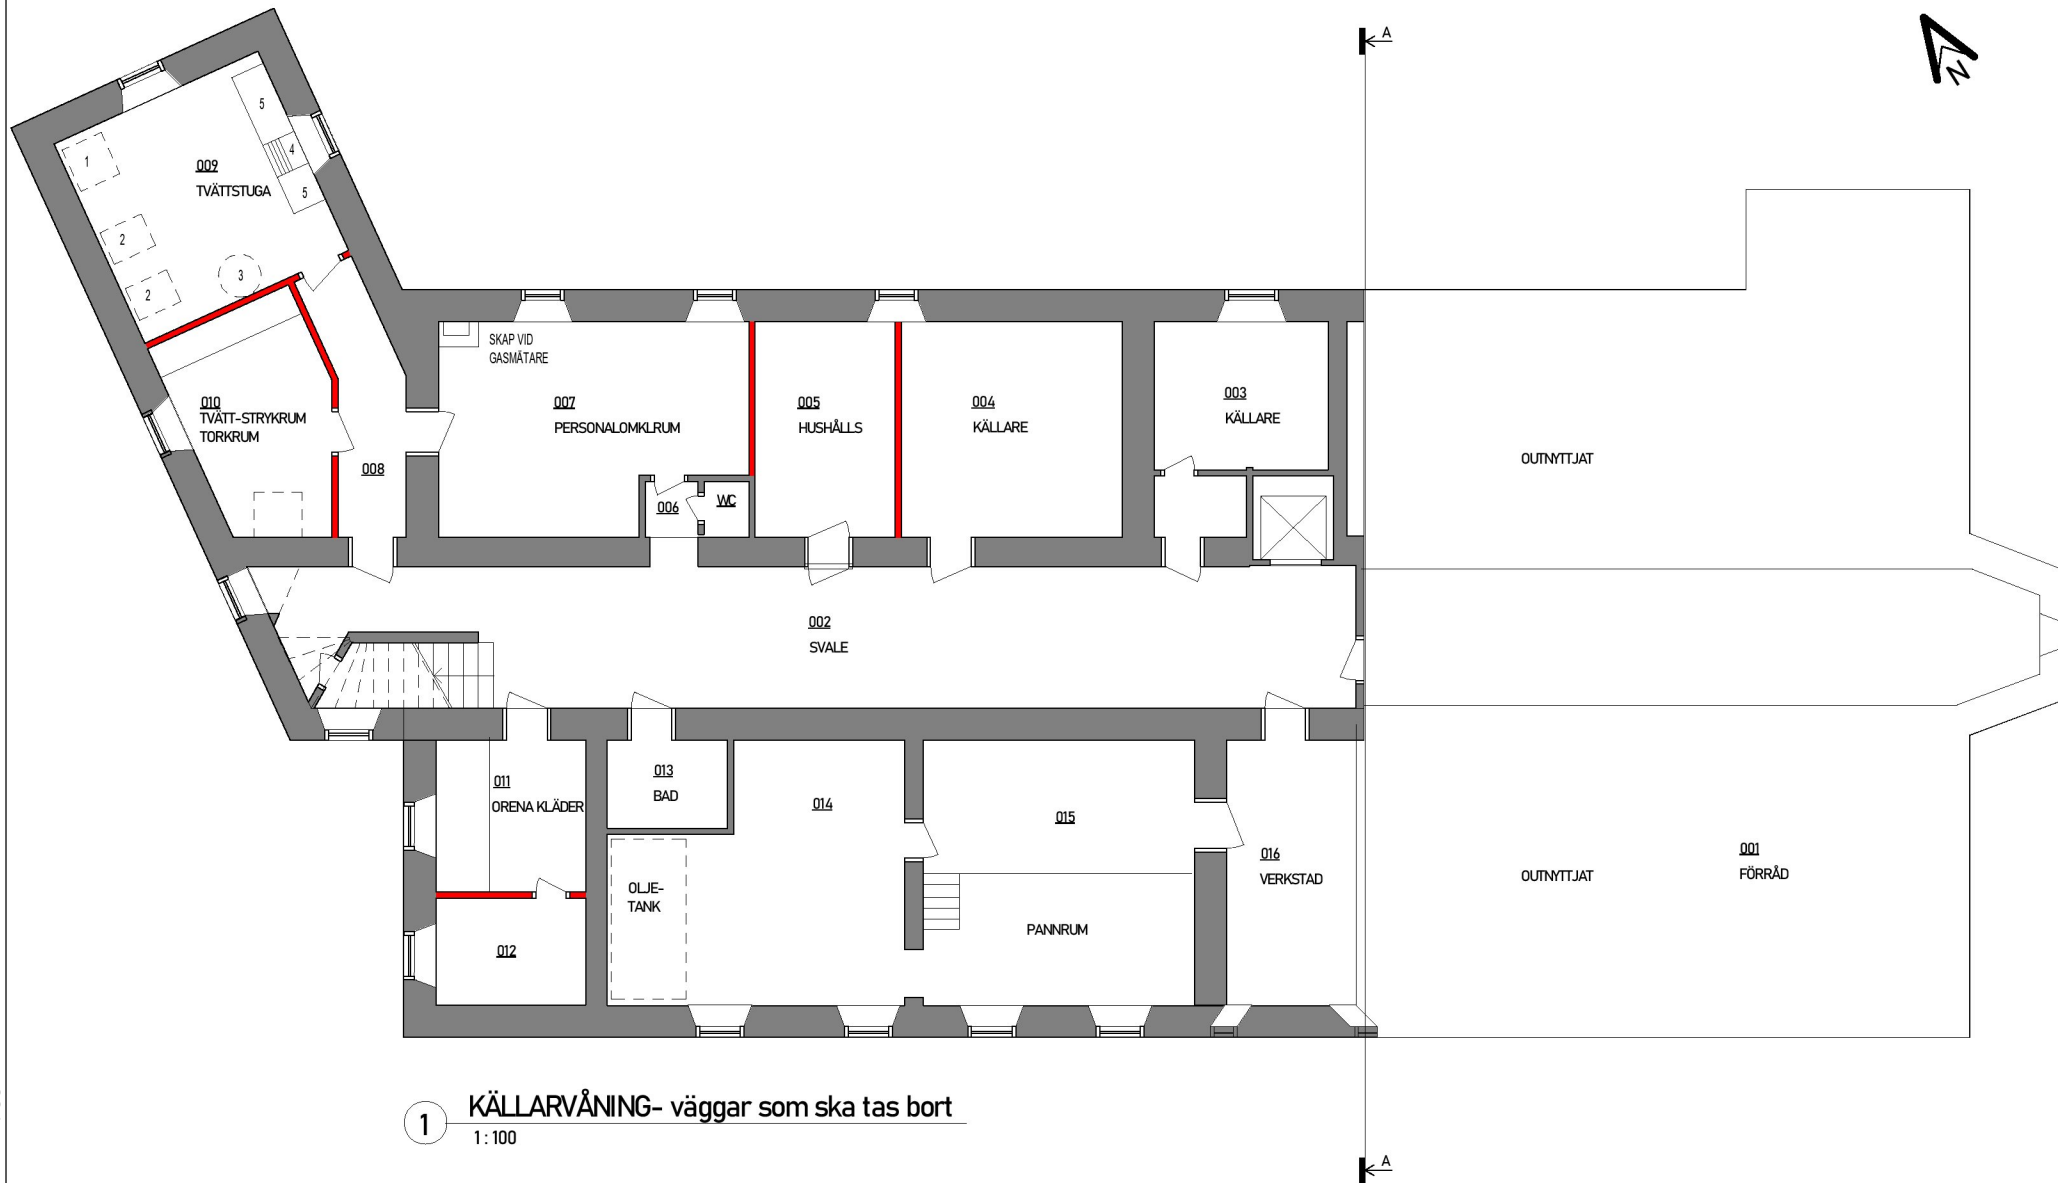 A
N
5
1
009
TVÄTTSTUGA
4
5
2
3
2
SKAP VID
GASMÄTARE
010
TVÄTT-STRYKRUM
TORKRUM
007
PERSONALOMKLRUM
005
HUSHÅLLS
004
KÄLLARE
003
KÄLLARE
008
OUTNYTTJAT
006
WC
002
SVALE
011
ORENA KLÄDER
013
BAD
014
015
016
VERKSTAD
001
FÖRRÅD
OUTNYTTJAT
OLJE-
TANK
PANNRUM
012
1
KÄLLARVÅNING- väggar som ska tas bort
1 : 100
A